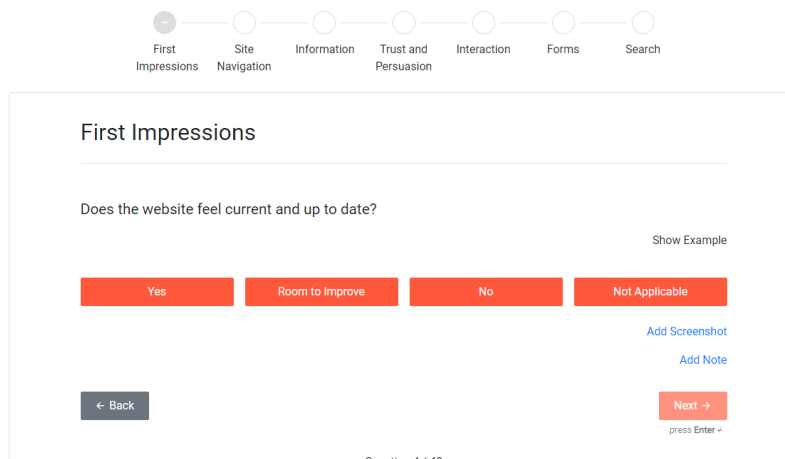 ~
First Impressions
Site Navigation
Information
Trust and Persuasion
Interaction
Forms
Search
First Impressions
Does the website feel current and up to date?
Show Example
Yes
Room to Improve
No
Not Applicable
Add Screenshot
Add Note
← Back
Next →
press Enter ↵